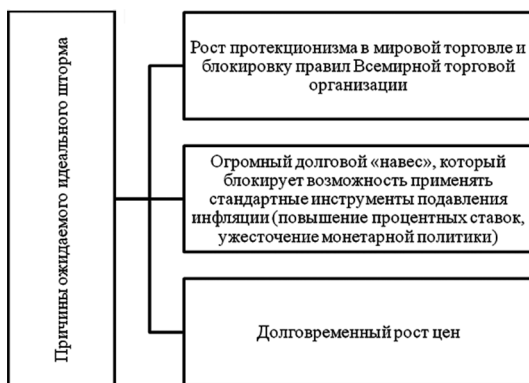 Причины ожидаемого идеального шторма
Рост протекционизма в мировой торговле и
блокировку правил Всемирной торговой
организации
Огромный долговой «навес», который
блокирует возможность применять
стандартные инструменты подавления
инфляции (повышение процентных ставок,
ужесточение монетарной политики)
Долговременный рост цен